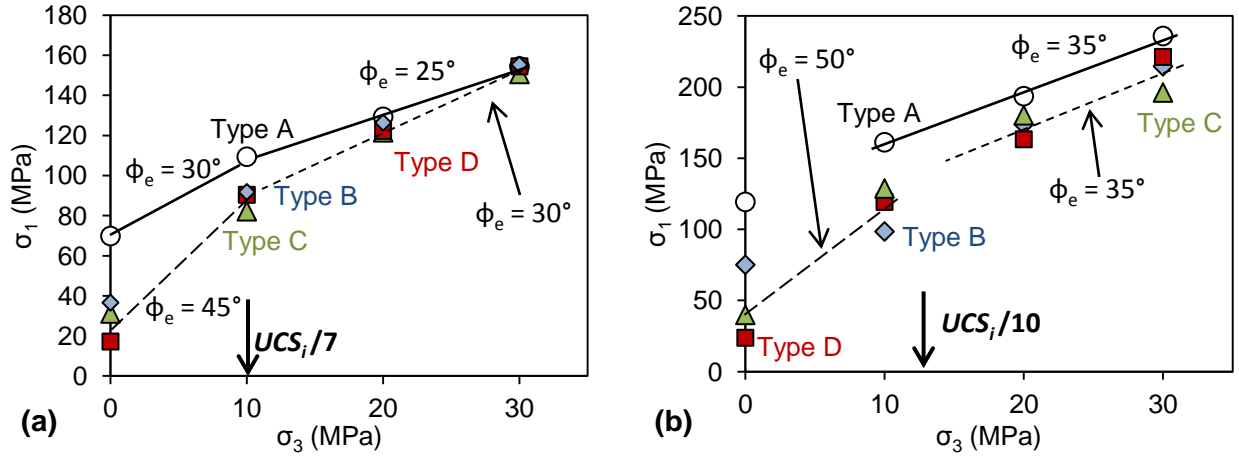 180
160
140
120
100
80
60
40
20
0
σ1 (MPa)
ϕe = 25°
Type A
ϕe = 30°
Type D
Type B
ϕe = 30°
Type C
ϕe = 45°
UCSi/7
0 10 20 30
(a)
σ3 (MPa)
250
200
150
100
50
0
σ1 (MPa)
ϕe = 35°
ϕe = 50°
Type A
Type C
ϕe = 35°
Type B
UCSi/10
Type D
0 10 20 30
(b)
σ3 (MPa)